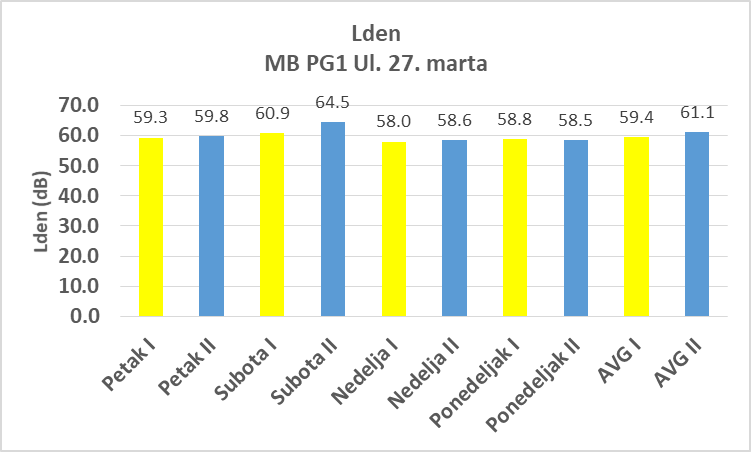 Lden
MB PG1 Ul. 27. marta
Lden (dB)
70.0
60.0
50.0
40.0
30.0
20.0
10.0
0.0
59.3
59.8
60.9
64.5
58.0
58.6
58.8
58.5
59.4
61.1
Petak I
Petak II
Subota I
Subota II
Nedelja I
Nedelja II
Ponedeljak I
Ponedeljak II
AVG I
AVG II